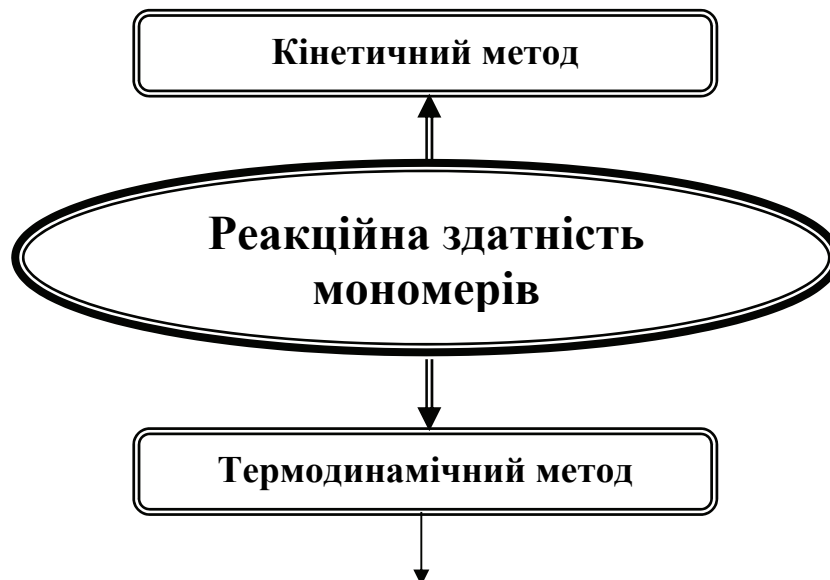 Кінетичний метод
Реакційна здатність
мономерів
Термодинамічний метод